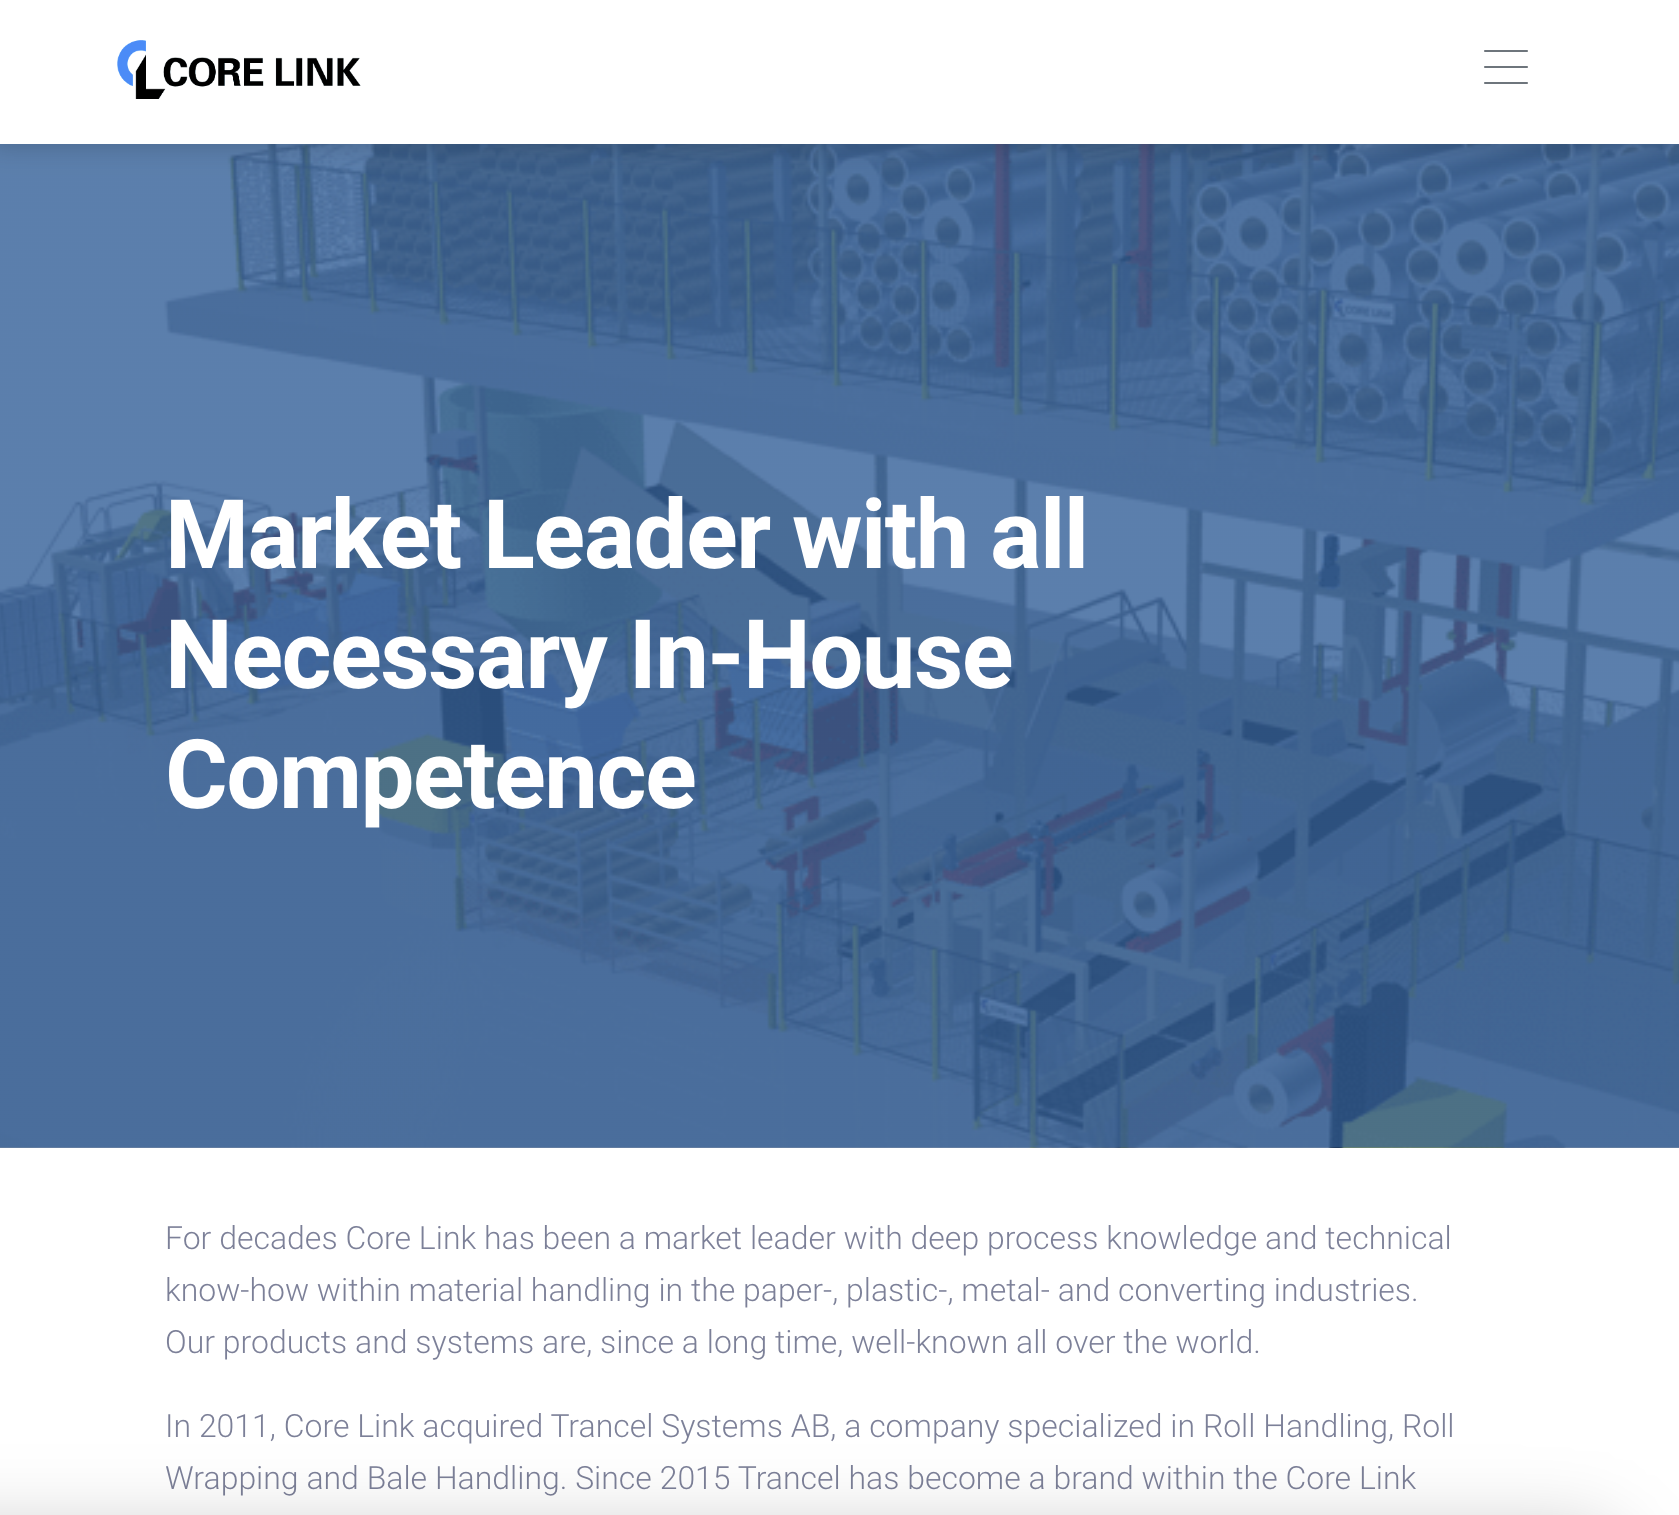 CORE LINK
CORE LINK
Market Leader with all
Necessary In-House
Competence
For decades Core Link has been a market leader with deep process knowledge and technical
know-how within material handling in the paper-, plastic-, metal- and converting industries.
Our products and systems are, since a long time, well-known all over the world.
In 2011, Core Link acquired Trancel Systems AB, a company specialized in Roll Handling, Roll
Wrapping and Bale Handling. Since 2015 Trancel has become a brand within the Core Link